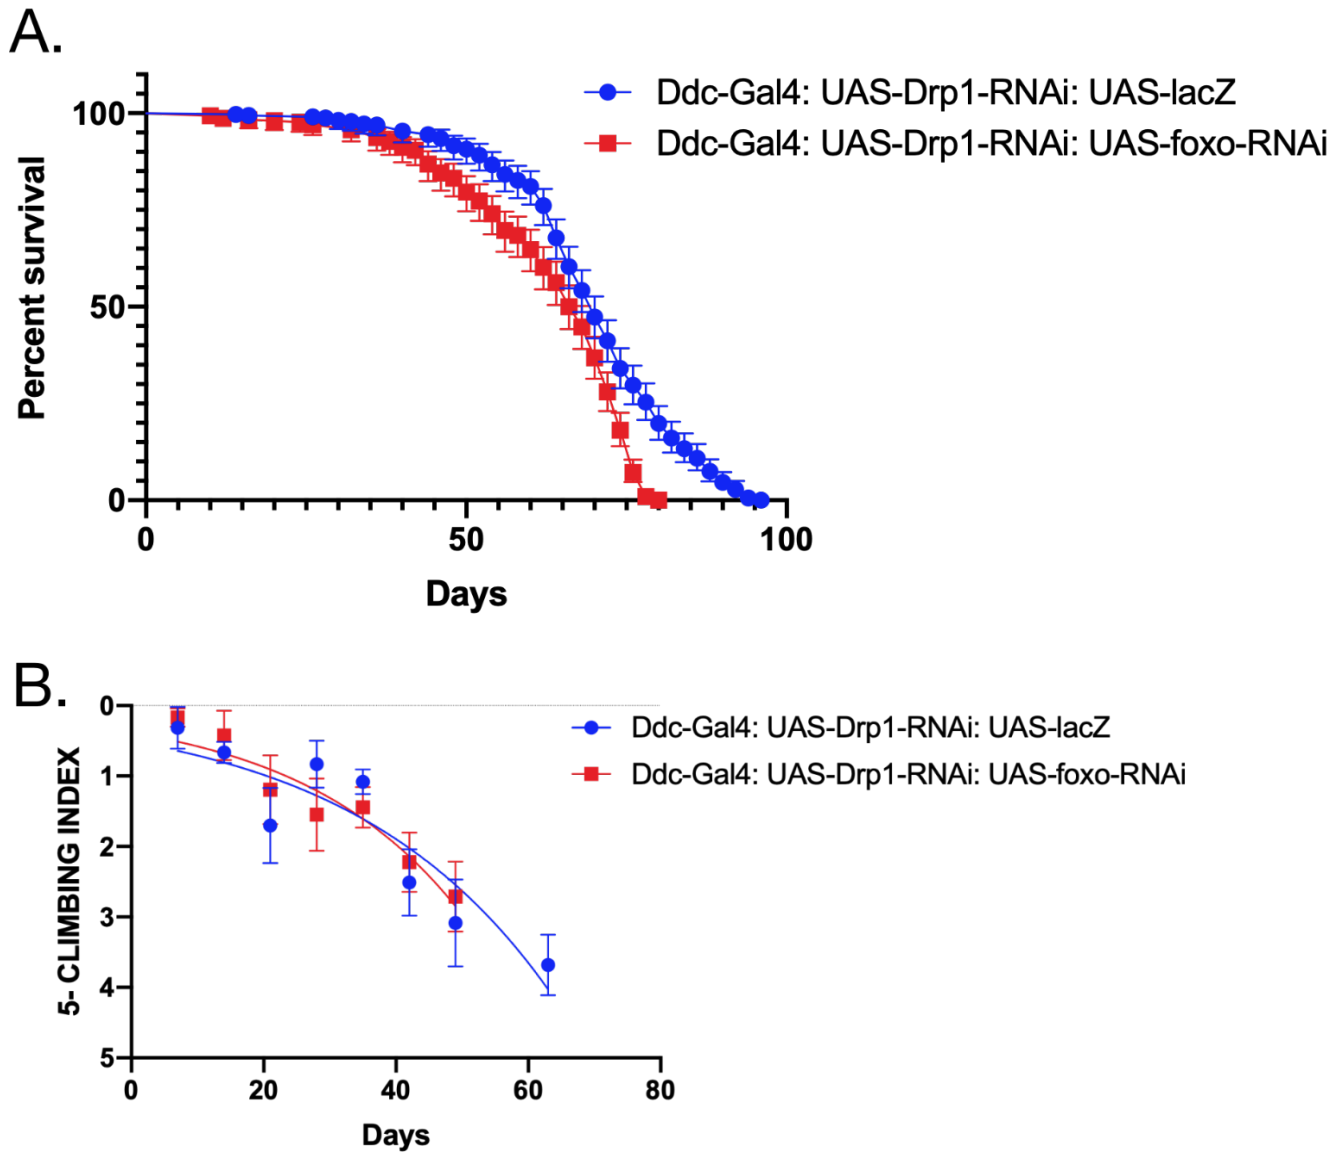 A.
Ddc-Gal4: UAS-Drp1-RNAi: UAS-lacZ
Ddc-Gal4: UAS-Drp1-RNAi: UAS-foxo-RNAi
Percent survival
100
50
0
0 50 100
Days
B.
Ddc-Gal4: UAS-Drp1-RNAi: UAS-lacZ
Ddc-Gal4: UAS-Drp1-RNAi: UAS-foxo-RNAi
5- CLIMBING INDEX
0
1
2
3
4
5
0 20 40 60 80
Days